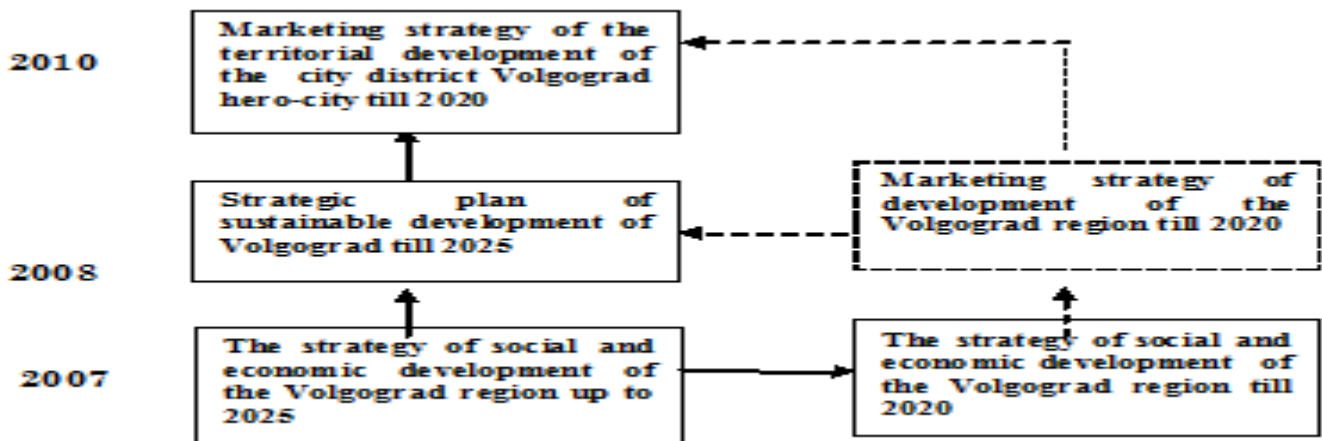 2010
Marketing strategy of the
territorial development of
the city district Volgograd
hero-city till 2020
Marketing strategy of
development of the
Volgograd region till 2020
2008
Strategic plan of
sustainable development of
Volgograd till 2025
2007
The strategy of social and
economic development of
the Volgograd region up to
2025
The strategy of social and
economic development of
the Volgograd region till
2020